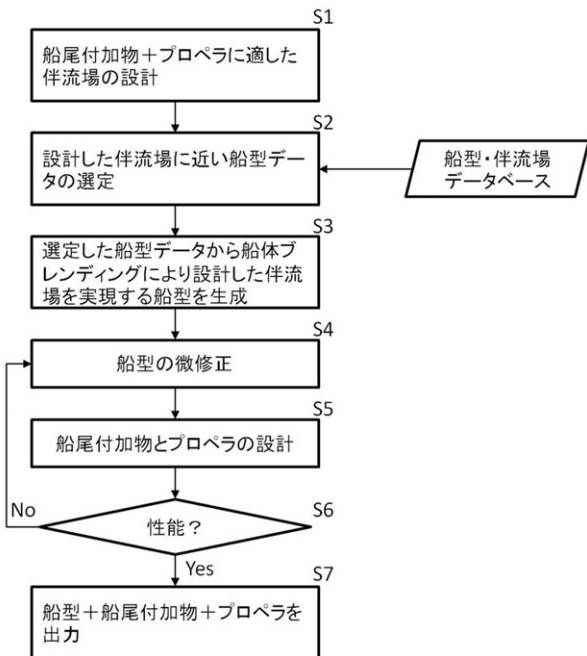 S1
船尾付加物＋プロペラに適した
伴流場の設計
S2
設計した伴流場に近い船型デー
タの選定
船型・伴流場
データベース
S3
選定した船型データから船体ブ
レンディングにより設計した伴流
場を実現する船型を生成
S4
船型の微修正
S5
船尾付加物とプロペラの設計
S6
性能？
No
Yes
S7
船型＋船尾付加物＋プロペラを
出力